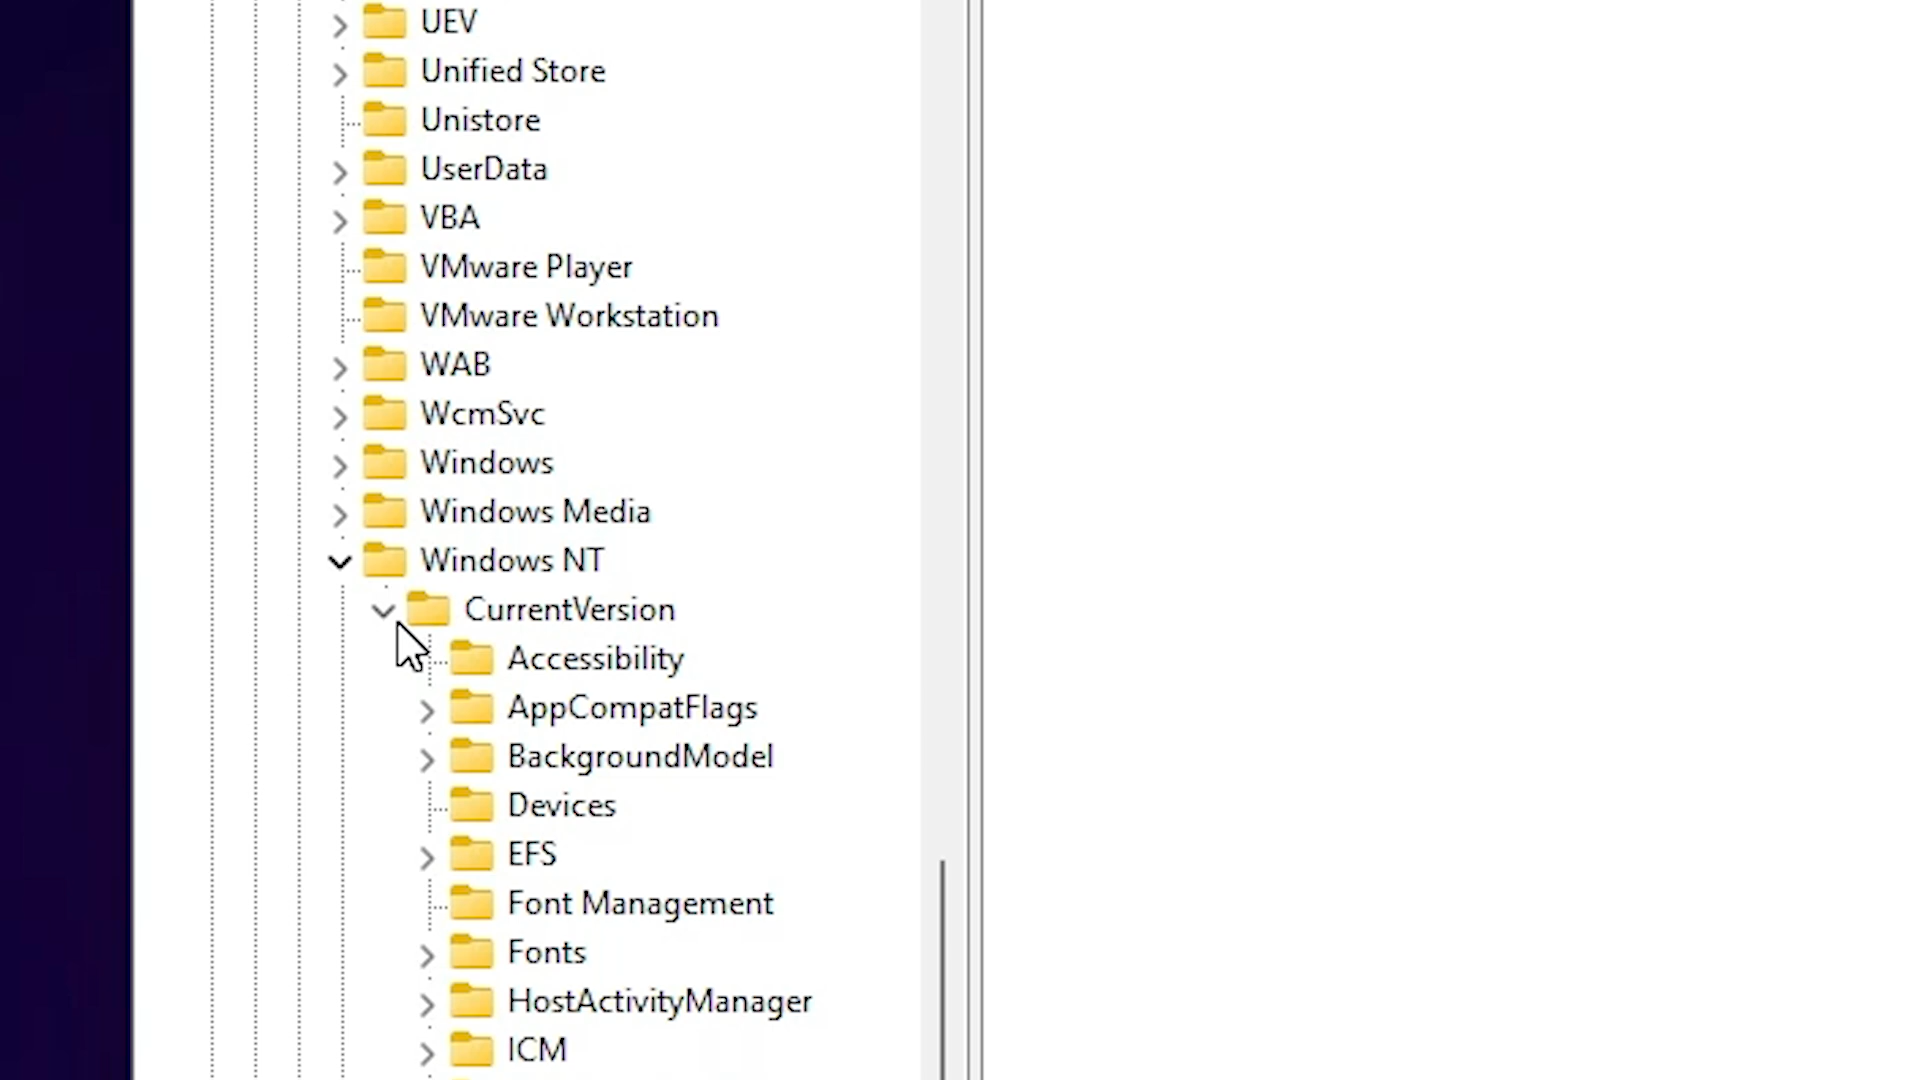 UEV
Unified Store
Unistore
UserData
VBA
VMware Player
VMware Workstation
WAB
WcmSvc
Windows
Windows Media
Windows NT
CurrentVersion
Accessibility
AppCompatFlags
BackgroundModel
Devices
EFS
Font Management
Fonts
HostActivityManager
ICM